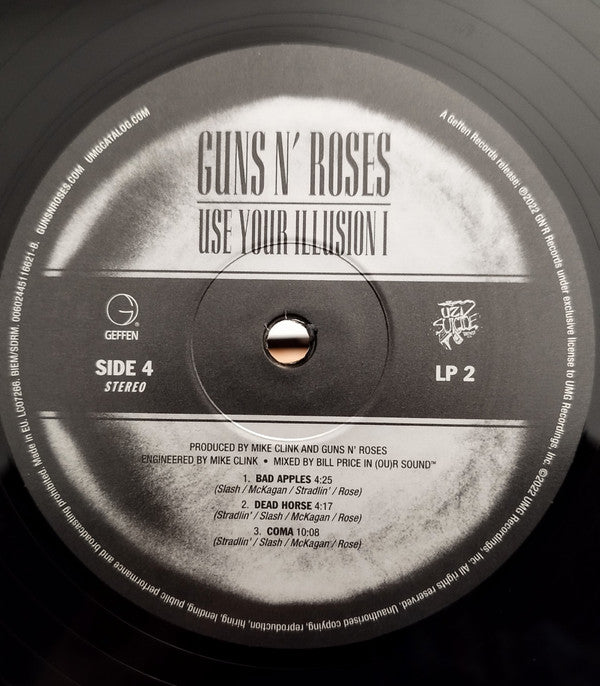 GUNS N' ROSES
USE YOUR ILLUSION I
GEFFEN
®
SIDE 4
STEREO
UZI
SUICIDE
LP 2
PRODUCED BY MIKE CLINK AND GUNS N' ROSES
ENGINEERED BY MIKE CLINK • MIXED BY BILL PRICE IN (OU)R SOUND™
1. BAD APPLES 4:25
(Slash / McKagan / Stradlin' / Rose)
2. DEAD HORSE 4:17
(Stradlin' / Slash / McKagan / Rose)
3. COMA 10:08
(Stradlin' / Slash / McKagan / Rose)
A Geffen Records release; ℗2022 GN'R Records under exclusive license to UMG Recordings, Inc. ©2022 UMG Recordings, Inc. All rights reserved. Unauthorised copying, reproduction, hiring, lending, public performance and broadcasting prohibited. Made in EU. LC07266. BIEM/SDRM. 00602445116621-B. GUNSNROSES.COM UMGCATALOG.COM